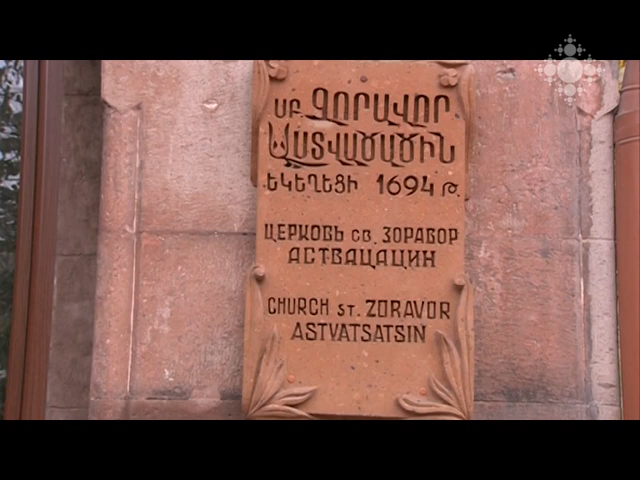 ՍԲ ԶՈՐԱՎՈՐ
ԱՍՏՎԱԾԱԾԻՆ
ԵԿԵՂԵՑԻ 1694 Թ.
ЦЕРКОВЬ СВ. ЗОРАВОР
АСТВАЦАЦИН
CHURCH ST. ZORAVOR
ASTVATSATSIN